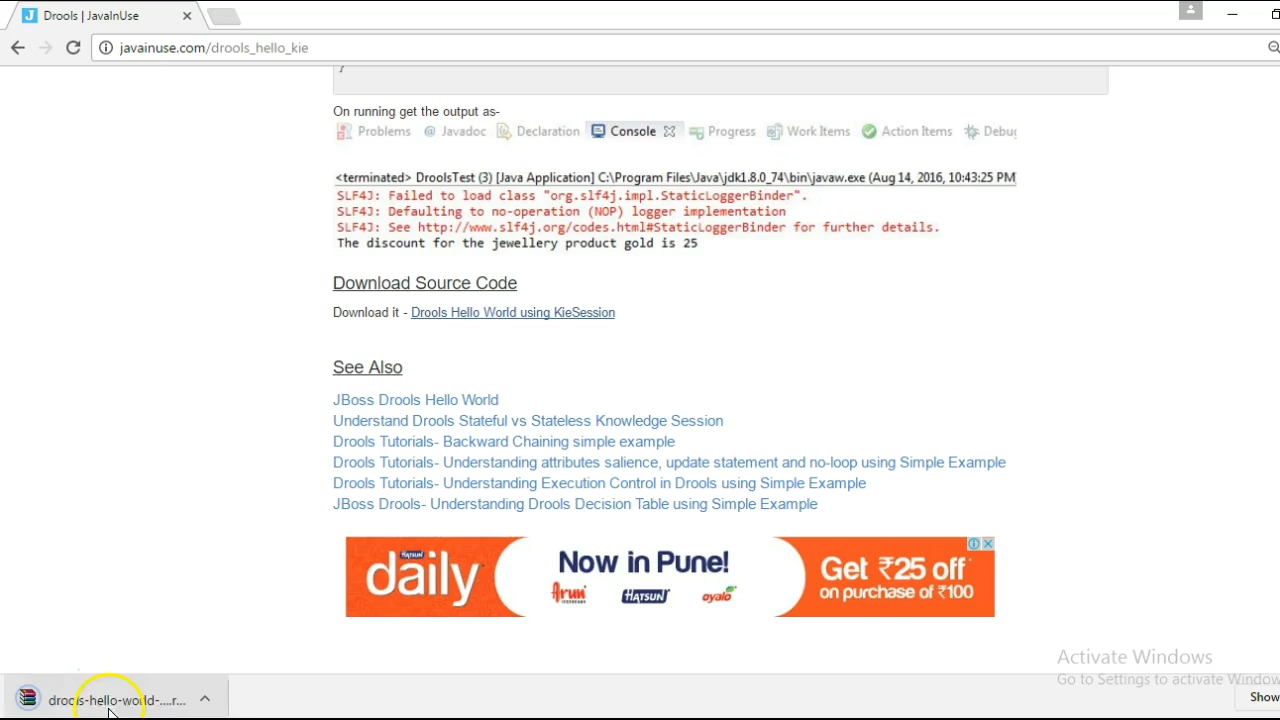 Drools | JavaInUse
javainuse.com/drools_hello_kie
On running get the output as-
Problems @ Javadoc Declaration Console Progress Work Items Action Items Debug
<terminated> DroolsTest (3) [Java Application] C:\Program Files\Java\jdk1.8.0_74\bin\javaw.exe (Aug 14, 2016, 10:43:25 PM
SLF4J: Failed to load class "org.slf4j.impl.StaticLoggerBinder".
SLF4J: Defaulting to no-operation (NOP) logger implementation
SLF4J: See http://www.slf4j.org/codes.html#StaticLoggerBinder for further details.
The discount for the jewellery product gold is 25
Download Source Code
Download it - Drools Hello World using KieSession
See Also
JBoss Drools Hello World
Understand Drools Stateful vs Stateless Knowledge Session
Drools Tutorials- Backward Chaining simple example
Drools Tutorials- Understanding attributes salience, update statement and no-loop using Simple Example
Drools Tutorials- Understanding Execution Control in Drools using Simple Example
JBoss Drools- Understanding Drools Decision Table using Simple Example
HATSUN
daily
Now in Pune!
Arun HATSUN oyalo
Get ₹25 off
on purchase of ₹100
Activate Windows
Go to Settings to activate Windows
drools-hello-world-....r...
Show